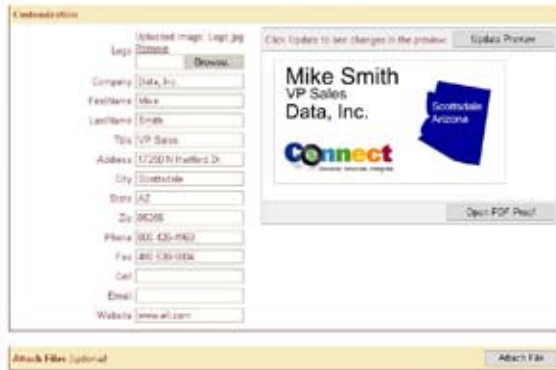 Customization
Uploaded Image: Logo.jpg
Logo Remove
Browse...
Company Data, Inc.
FirstName Mike
LastName Smith
Title VP Sales
Address N Hartford Dr
City Scottsdale
State AZ
Zip
Phone
Fax
Cell
Email
Website
Click Update to see changes in the preview. Update Preview
Mike Smith
VP Sales
Data, Inc.
Scottsdale
Arizona
Connect
Open PDF Proof
Attach Files (optional) Attach File